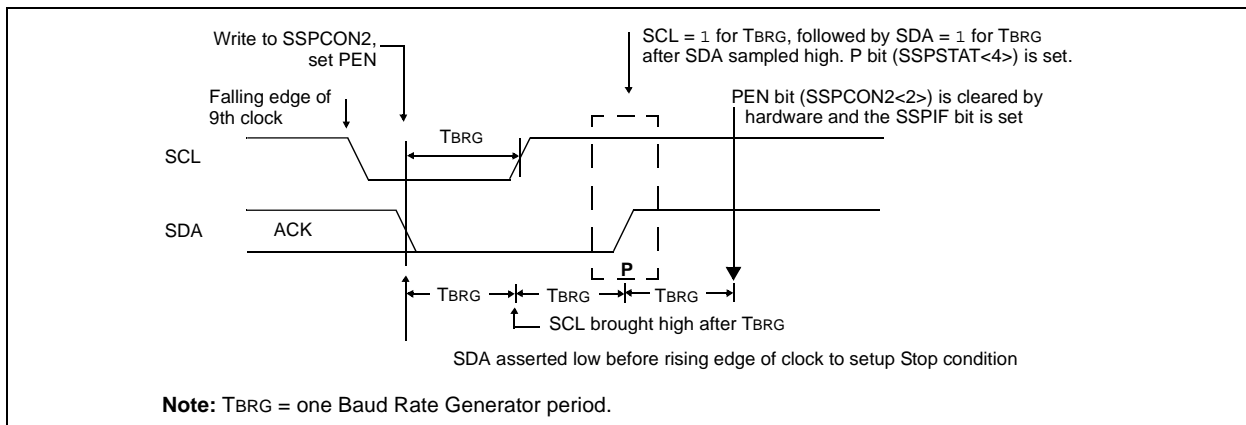 Write to SSPCON2,
set PEN
SCL = 1 for TBRG, followed by SDA = 1 for TBRG
after SDA sampled high. P bit (SSPSTAT<4>) is set.
Falling edge of
9th clock
PEN bit (SSPCON2<2>) is cleared by
hardware and the SSPIF bit is set
TBRG
SCL
SDA
ACK
P
TBRG
TBRG
TBRG
SCL brought high after TBRG
SDA asserted low before rising edge of clock to setup Stop condition
Note: TBRG = one Baud Rate Generator period.